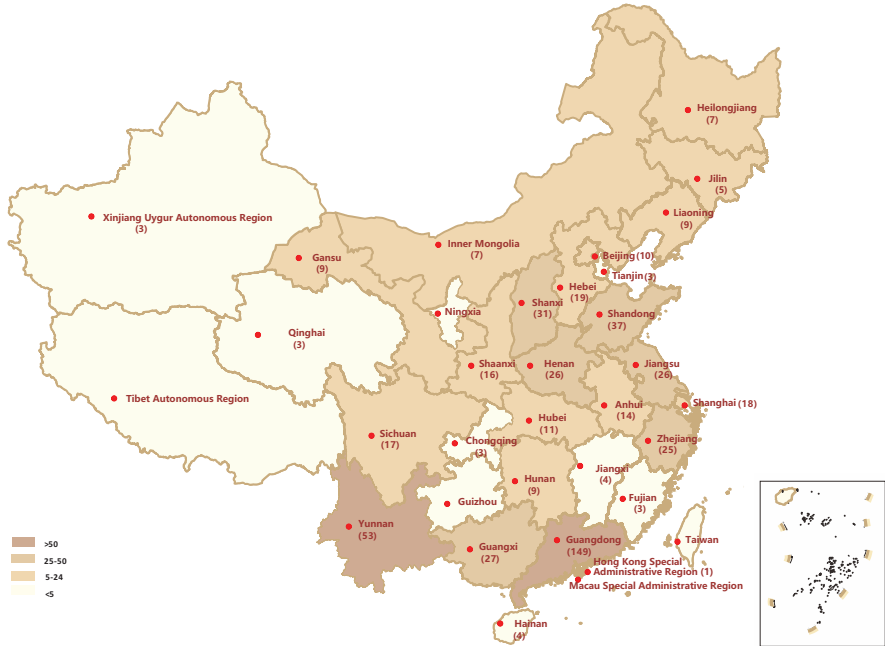 Heilongjiang
(7)
Jilin
(5)
Liaoning
(9)
Xinjiang Uygur Autonomous Region
(3)
Inner Mongolia
(7)
Gansu
(9)
Beijing (10)
Tianjin (3)
Hebei
(19)
Shanxi
(31)
Ningxia
Shandong
(37)
Qinghai
(3)
Shaanxi
(16)
Henan
(26)
Jiangsu
(26)
Tibet Autonomous Region
Shanghai (18)
Anhui
(14)
Hubei
(11)
Sichuan
(17)
Chongqing
(3)
Zhejiang
(25)
Jiangxi
(4)
Hunan
(9)
Guizhou
Fujian
(3)
Yunnan
(53)
Guangxi
(27)
Guangdong
(149)
Taiwan
Hong Kong Special
Administrative Region (1)
Macau Special Administrative Region
Hainan
(4)
>50
25-50
5-24
<5